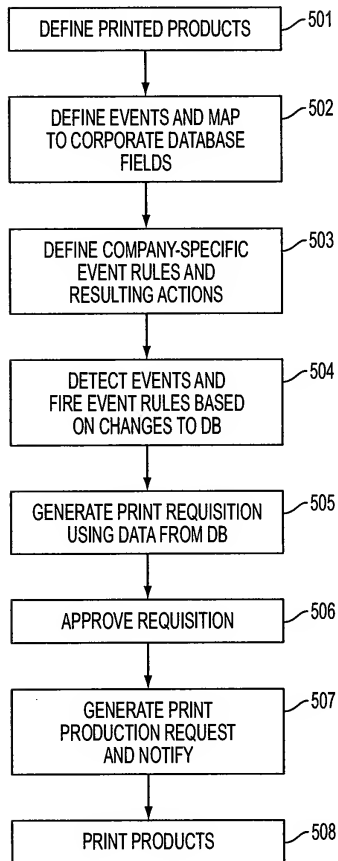 DEFINE PRINTED PRODUCTS
501
DEFINE EVENTS AND MAP
TO CORPORATE DATABASE
FIELDS
502
DEFINE COMPANY-SPECIFIC
EVENT RULES AND
RESULTING ACTIONS
503
DETECT EVENTS AND
FIRE EVENT RULES BASED
ON CHANGES TO DB
504
GENERATE PRINT REQUISITION
USING DATA FROM DB
505
APPROVE REQUISITION
506
GENERATE PRINT
PRODUCTION REQUEST
AND NOTIFY
507
PRINT PRODUCTS
508